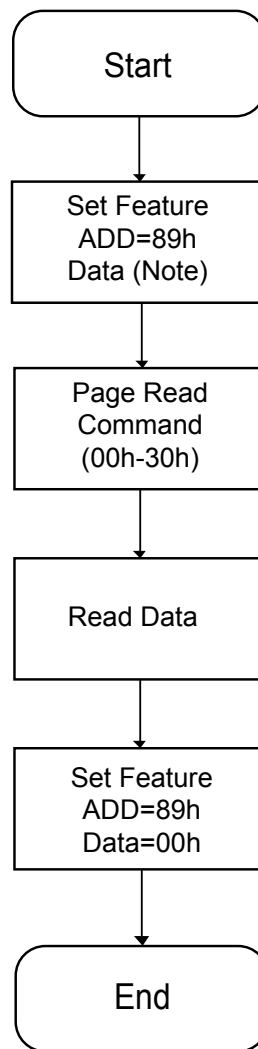 Start
Set Feature
ADD=89h
Data (Note)
Page Read
Command
(00h-30h)
Read Data
Set Feature
ADD=89h
Data=00h
End